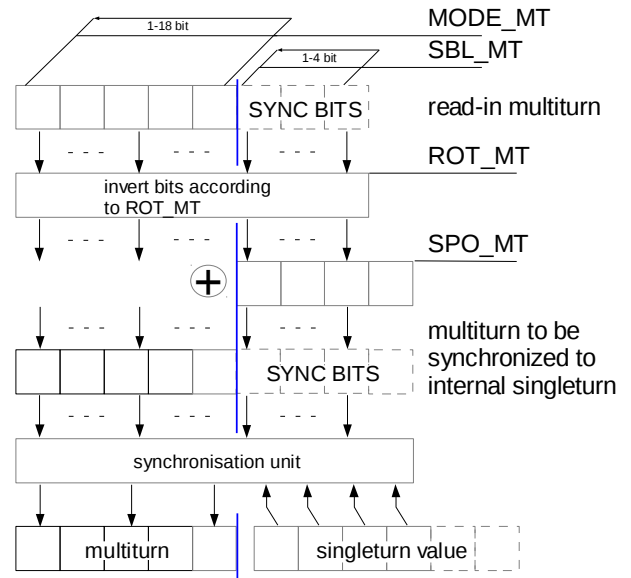 MODE_MT
1-18 bit
SBL_MT
1-4 bit
SYNC BITS
read-in multiturn
- - -
- - -
- - -
ROT_MT
invert bits according
to ROT_MT
- - -
- - -
- - -
SPO_MT
+
- - -
- - -
- - -
multiturn to be
synchronized to
internal singleturn
SYNC BITS
- - -
- - -
- - -
synchronisation unit
multiturn
singleturn value